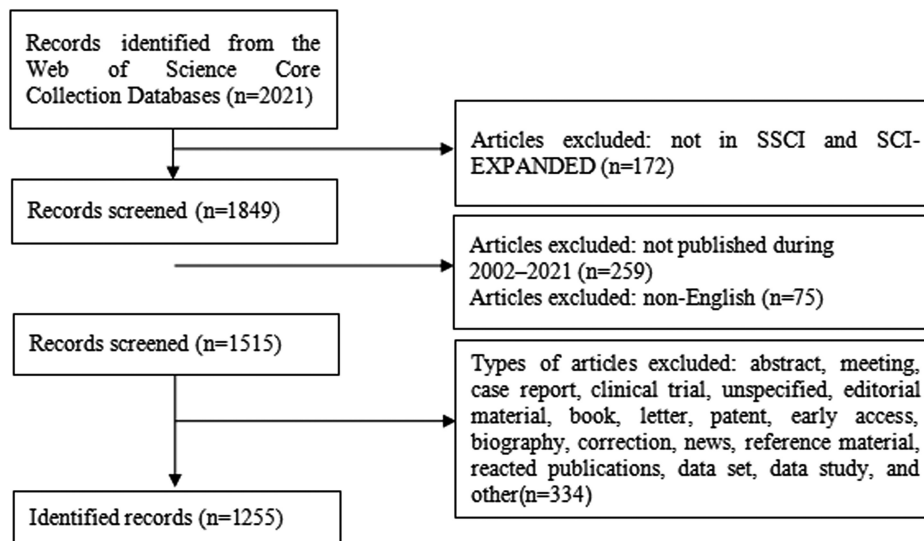 Records identified from the
Web of Science Core
Collection Databases (n=2021)
Articles excluded: not in SSCI and SCI-
EXPANDED (n=172)
Records screened (n=1849)
Articles excluded: not published during
2002–2021 (n=259)
Articles excluded: non-English (n=75)
Records screened (n=1515)
Types of articles excluded: abstract, meeting,
case report, clinical trial, unspecified, editorial
material, book, letter, patent, early access,
biography, correction, news, reference material,
reacted publications, data set, data study, and
other(n=334)
Identified records (n=1255)